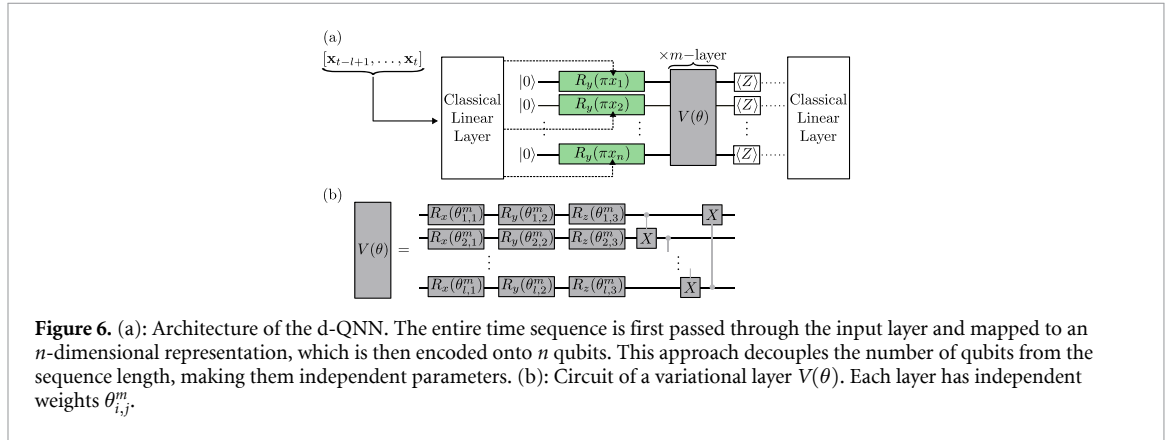 (a)
[x_{t−l+1}, . . . , x_t]
×m−layer
Classical
Linear
Layer
|0⟩ R_y(πx_1) ⟨Z⟩
|0⟩ R_y(πx_2) ⟨Z⟩
⋮ ⋮ V(θ) ⋮
|0⟩ R_y(πx_n) ⟨Z⟩
Classical
Linear
Layer
(b)
V(θ) =
R_x(θ^m_{1,1}) R_y(θ^m_{1,2}) R_z(θ^m_{1,3}) X
R_x(θ^m_{2,1}) R_y(θ^m_{2,2}) R_z(θ^m_{2,3}) X
⋮ ⋮
R_x(θ^m_{l,1}) R_y(θ^m_{l,2}) R_z(θ^m_{l,3}) X
Figure 6. (a): Architecture of the d-QNN. The entire time sequence is first passed through the input layer and mapped to an
n-dimensional representation, which is then encoded onto n qubits. This approach decouples the number of qubits from the
sequence length, making them independent parameters. (b): Circuit of a variational layer V(θ). Each layer has independent
weights θ^m_{i,j}.